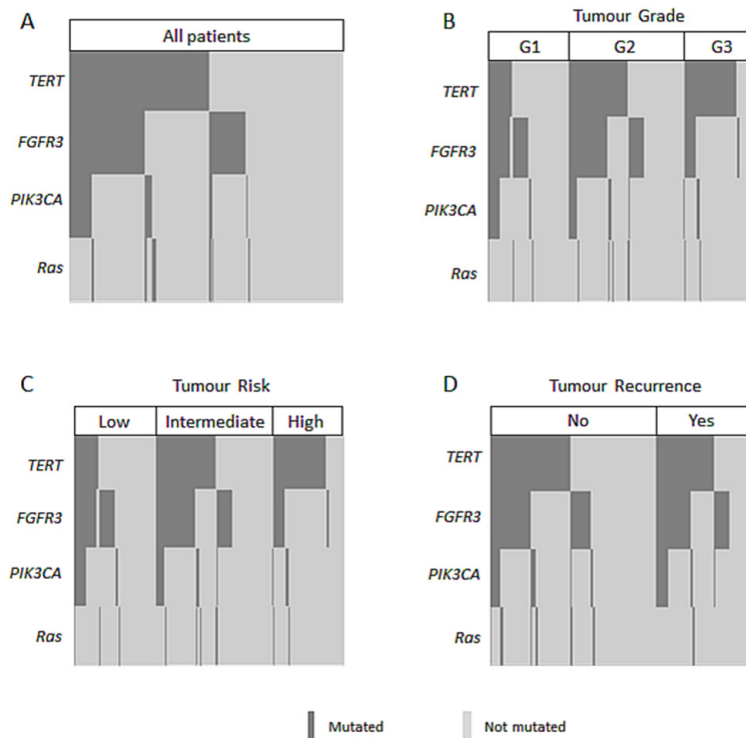 A
All patients
TERT
FGFR3
PIK3CA
Ras
B
Tumour Grade
G1 G2 G3
TERT
FGFR3
PIK3CA
Ras
C
Tumour Risk
Low Intermediate High
TERT
FGFR3
PIK3CA
Ras
D
Tumour Recurrence
No Yes
TERT
FGFR3
PIK3CA
Ras
Mutated Not mutated